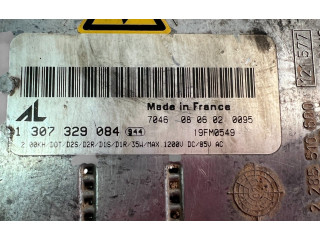 Made in France
7046 08 06 02 0095
AL
1 307 329 084 944
19FM0549
2.00KH/DOT/D2S/D2R/D1S/D1R/35W/MAX.1200V DC/85V AC